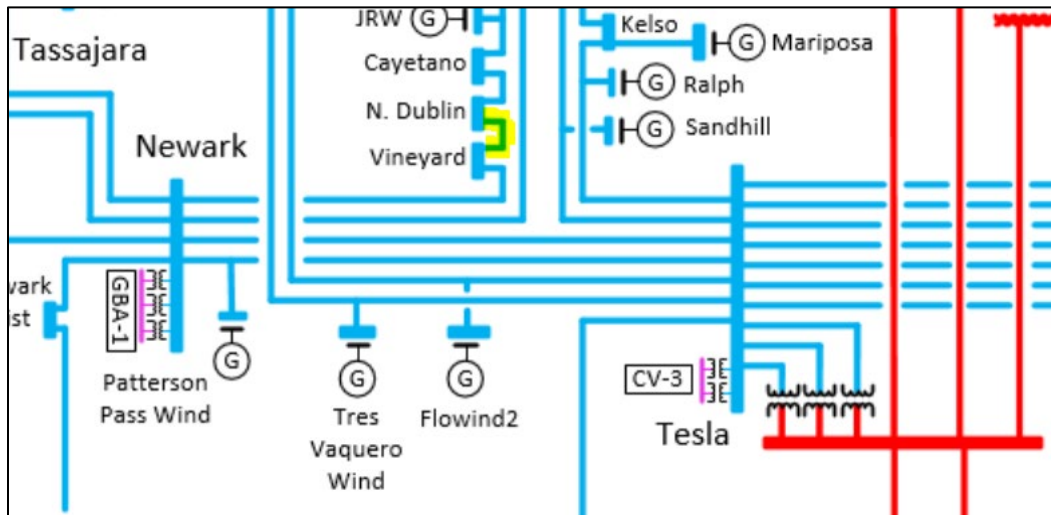 JRW
G
Kelso
G
Mariposa
Tassajara
Cayetano
G
Ralph
N. Dublin
G
Sandhill
Newark
Vineyard
GBA-1
G
Patterson
Pass Wind
G
Tres
Vaquero
Wind
G
Flowind2
CV-3
Tesla